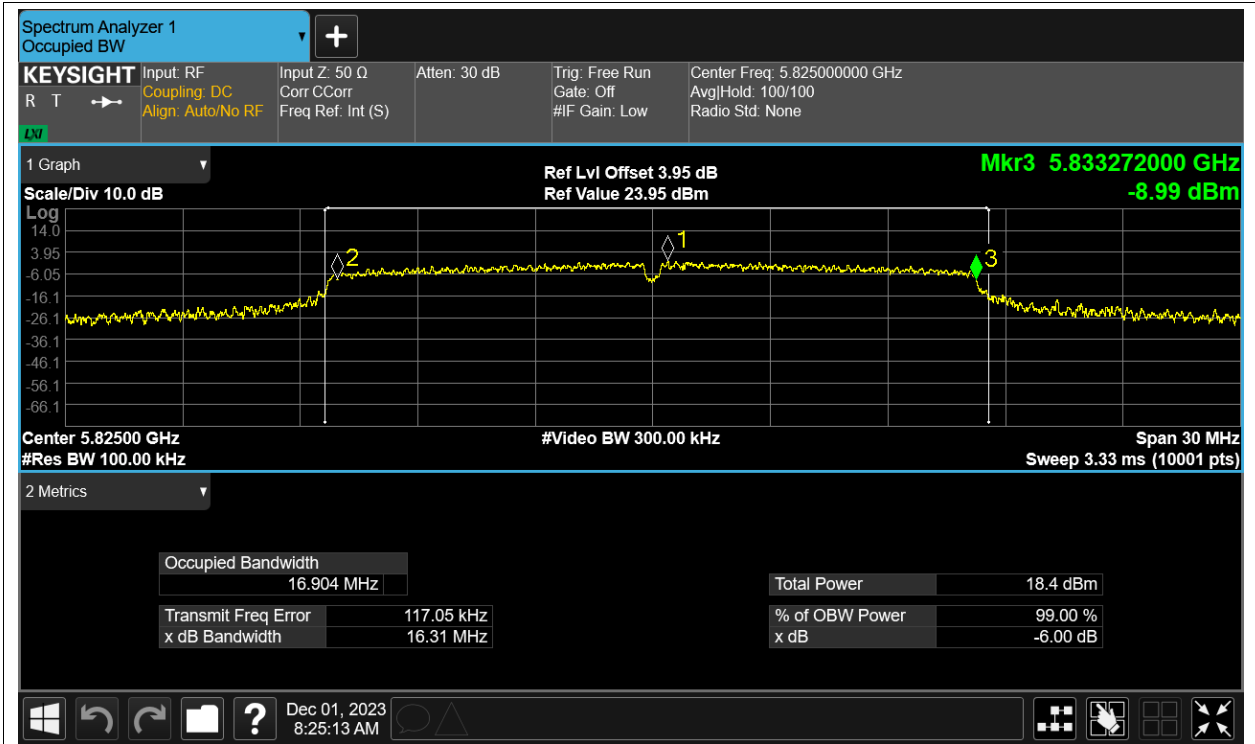 Spectrum Analyzer 1
Occupied BW
KEYSIGHT
R T
LXI
Input: RF
Coupling: DC
Align: Auto/No RF
Input Z: 50 Ω
Corr CCorr
Freq Ref: Int (S)
Atten: 30 dB
Trig: Free Run
Gate: Off
#IF Gain: Low
Center Freq: 5.825000000 GHz
Avg|Hold: 100/100
Radio Std: None
1 Graph
Scale/Div 10.0 dB
Ref Lvl Offset 3.95 dB
Ref Value 23.95 dBm
Mkr3 5.833272000 GHz
-8.99 dBm
Log
14.0
3.95
-6.05
-16.1
-26.1
-36.1
-46.1
-56.1
-66.1
2
1
3
Center 5.82500 GHz
#Res BW 100.00 kHz
#Video BW 300.00 kHz
Span 30 MHz
Sweep 3.33 ms (10001 pts)
2 Metrics
Occupied Bandwidth
16.904 MHz
Transmit Freq Error 117.05 kHz
x dB Bandwidth 16.31 MHz
Total Power 18.4 dBm
% of OBW Power 99.00 %
x dB -6.00 dB
?
Dec 01, 2023
8:25:13 AM